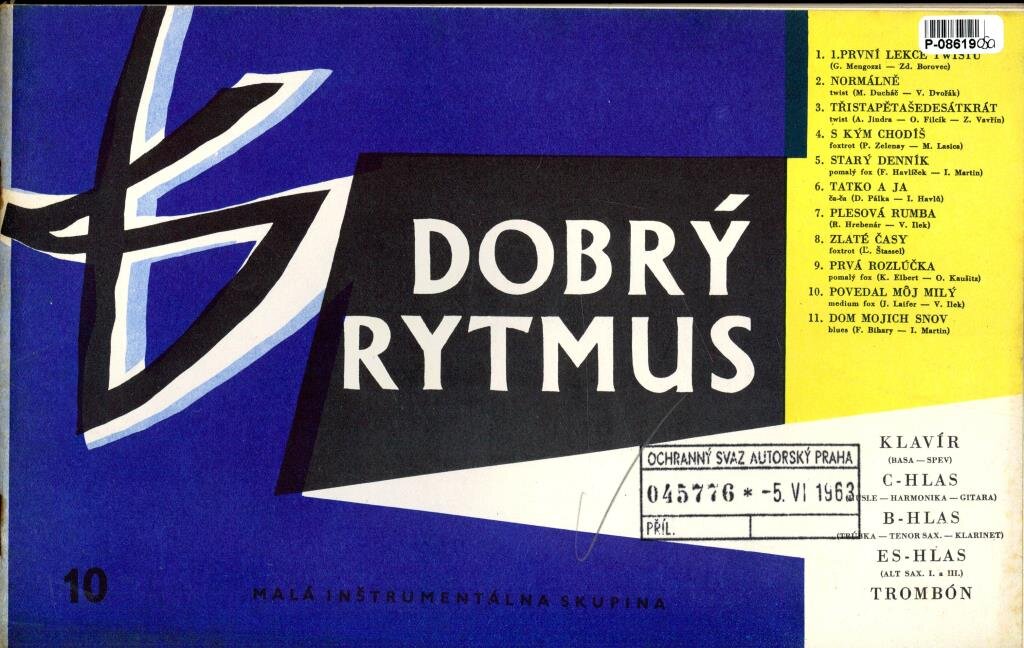 P-08619
1. 1.PRVNÍ LEKCE TWISTU
(G. Mengozzi — Zd. Borovec)
2. NORMÁLNĚ
twist (M. Ducháč — V. Dvořák)
3. TŘISTAPĚTAŠEDESÁTKRÁT
twist (A. Jindra — O. Filcík — Z. Vavřín)
4. S KÝM CHODÍŠ
foxtrot (P. Zelenay — M. Lasica)
5. STARÝ DENNÍK
pomalý fox (F. Havlíček — I. Martin)
6. TATKO A JA
ča-ča (D. Pálka — I. Havlů)
7. PLESOVÁ RUMBA
(R. Hrebenár — V. Ilek)
8. ZLATÉ ČASY
foxtrot (Ľ. Štassel)
9. PRVÁ ROZLÚČKA
pomalý fox (K. Elbert — O. Kaušitz)
10. POVEDAL MÔJ MILÝ
medium fox (J. Laifer — V. Ilek)
11. DOM MOJICH SNOV
blues (F. Bihary — I. Martin)
DOBRÝ
RYTMUS
KLAVÍR
(BASA — SPEV)
C-HLAS
(HUSLE — HARMONIKA — GITARA)
B-HLAS
(TRÚBKA — TENOR SAX. — KLARINET)
ES-HLAS
(ALT SAX. I. a III.)
TROMBÓN
OCHRANNÝ SVAZ AUTORSKÝ PRAHA
045776 * -5. VI 1963
PŘÍL.
10
MALÁ INŠTRUMENTÁLNA SKUPINA